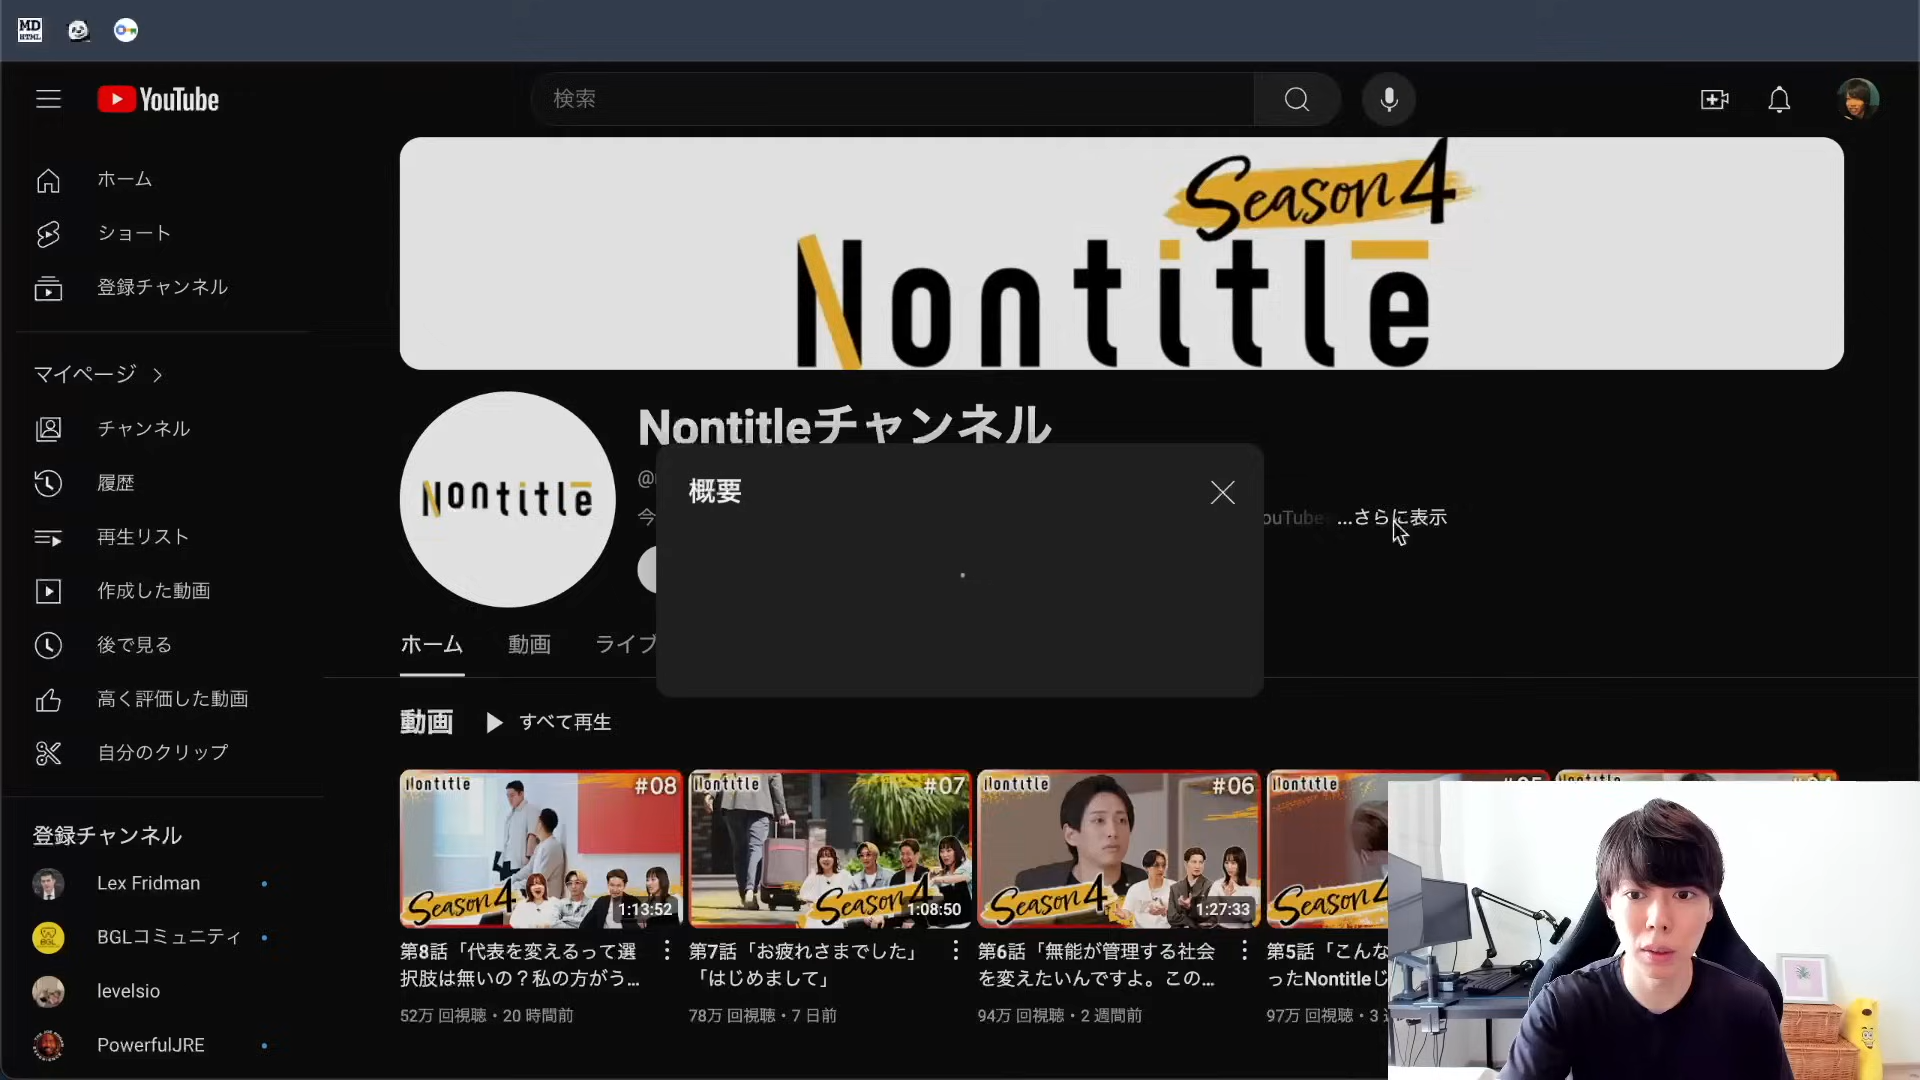 MD
HTML
YouTube
検索
ホーム
ショート
登録チャンネル
マイページ
チャンネル
履歴
再生リスト
作成した動画
後で見る
高く評価した動画
自分のクリップ
登録チャンネル
Lex Fridman
BGLコミュニティ
levelsio
PowerfulJRE
Season4
Nontitle
Nontitle
Nontitleチャンネル
@
今
ouTube ...さらに表示
概要
ホーム 動画 ライブ
動画 すべて再生
Nontitle #08
Season4 1:13:52
第8話「代表を変えるって選
択肢は無いの？私の方がう...
52万 回視聴・20 時間前
Nontitle #07
Season4 1:08:50
第7話「お疲れさまでした」
「はじめまして」
78万 回視聴・7 日前
Nontitle #06
Season4 1:27:33
第6話「無能が管理する社会
を変えたいんですよ。この...
94万 回視聴・2 週間前
Nontitle
Season4
第5話「こんな
ったNontitleじ
97万 回視聴・3